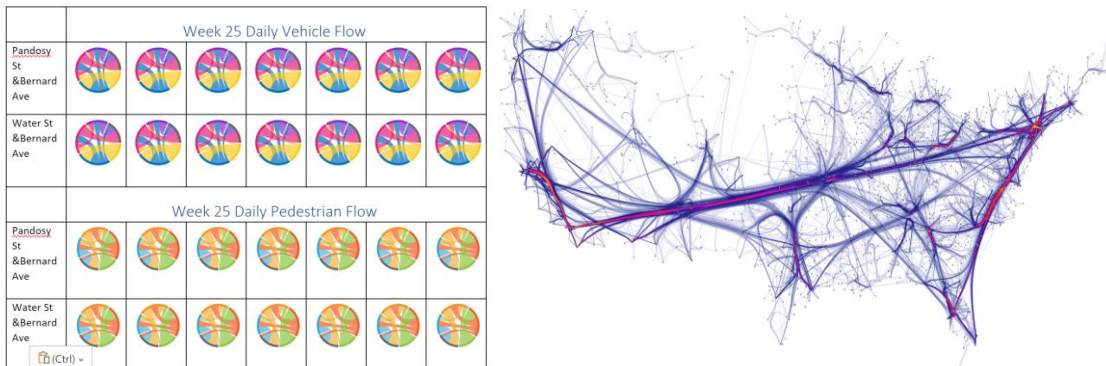 Week 25 Daily Vehicle Flow
Pandosy
St
&Bernard
Ave
Water St
&Bernard
Ave
Week 25 Daily Pedestrian Flow
Pandosy
St
&Bernard
Ave
Water St
&Bernard
Ave
(Ctrl)